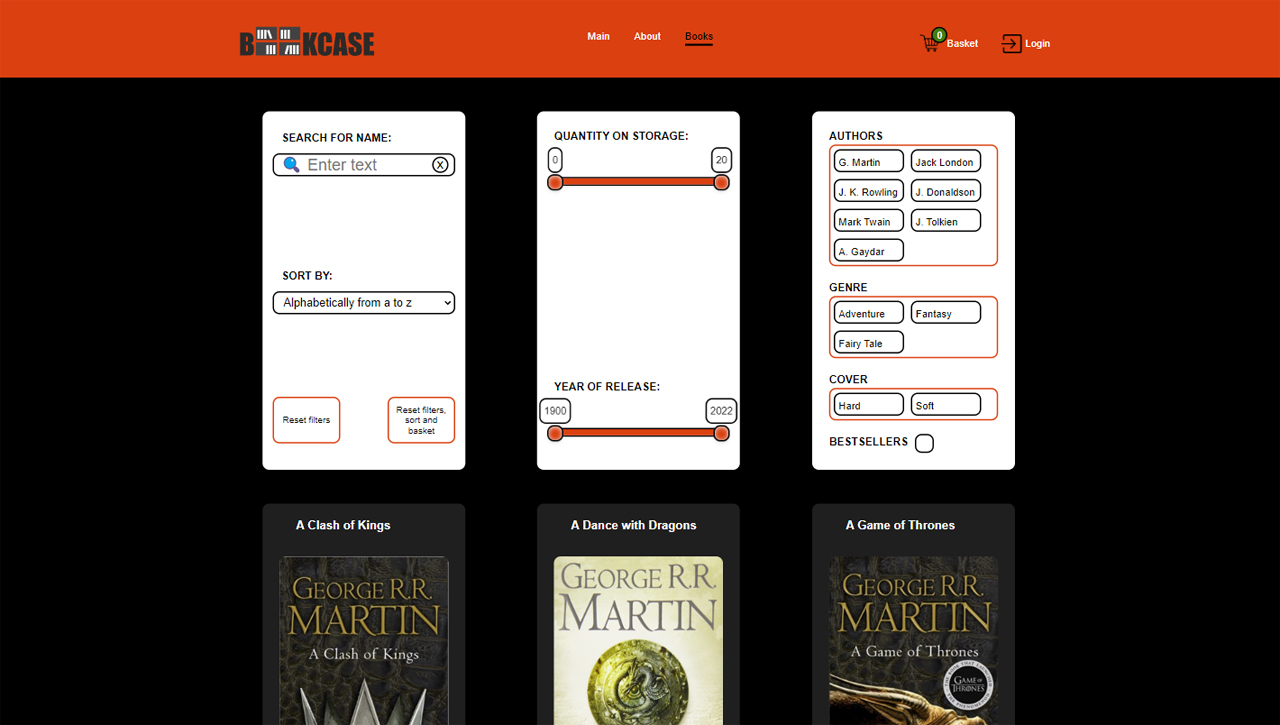 BOOKCASE
Main
About
Books
0
Basket
Login
SEARCH FOR NAME:
Enter text
X
SORT BY:
Alphabetically from a to z
Reset filters
Reset filters,
sort and
basket
QUANTITY ON STORAGE:
0
20
YEAR OF RELEASE:
1900
2022
AUTHORS
G. Martin
Jack London
J. K. Rowling
J. Donaldson
Mark Twain
J. Tolkien
A. Gaydar
GENRE
Adventure
Fantasy
Fairy Tale
COVER
Hard
Soft
BESTSELLERS
A Clash of Kings
GEORGE R.R.
MARTIN
A Clash of Kings
A Dance with Dragons
GEORGE R.R.
MARTIN
A Game of Thrones
GEORGE R.R.
MARTIN
A Game of Thrones
GAME OF
THRONES